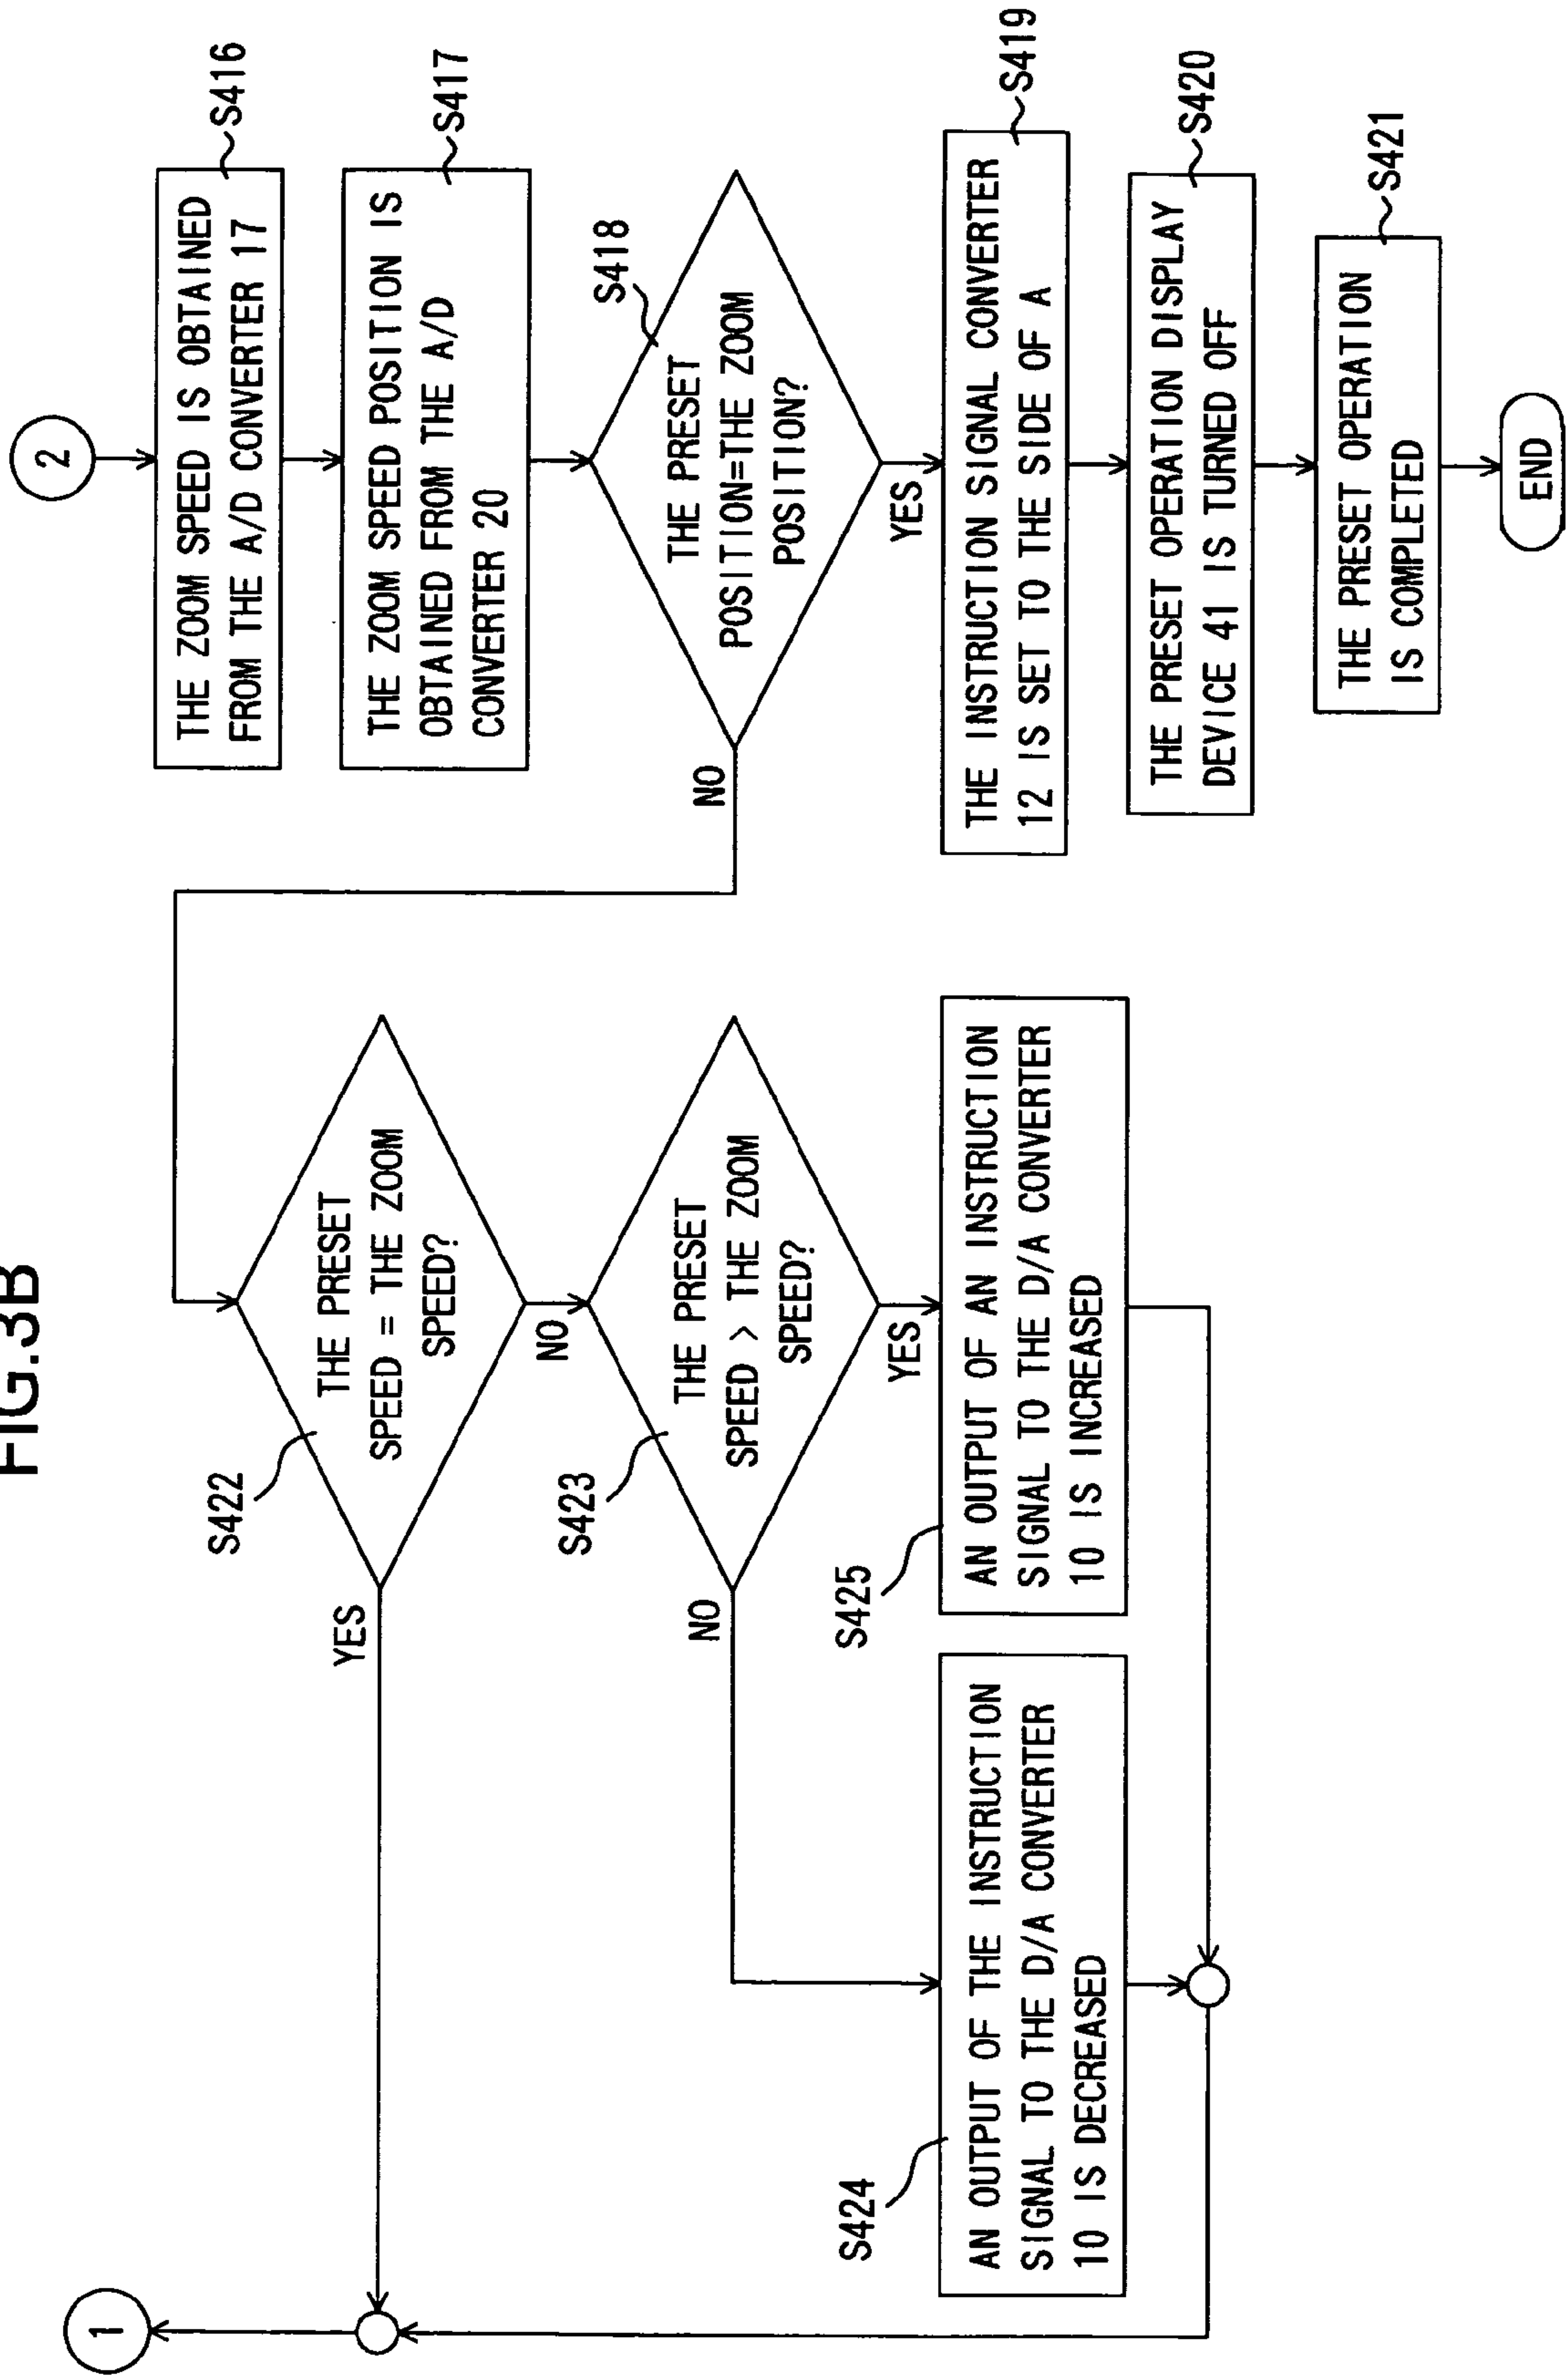 FIG.3B
2
THE ZOOM SPEED IS OBTAINED
FROM THE A/D CONVERTER 17
S416
THE ZOOM SPEED POSITION IS
OBTAINED FROM THE A/D
CONVERTER 20
S417
S418
THE PRESET
POSITION=THE ZOOM
POSITION?
NO
YES
THE INSTRUCTION SIGNAL CONVERTER
12 IS SET TO THE SIDE OF A
S419
THE PRESET OPERATION DISPLAY
DEVICE 41 IS TURNED OFF
S420
THE PRESET OPERATION
IS COMPLETED
S421
END
S422
THE PRESET
SPEED = THE ZOOM
SPEED?
YES
NO
S423
THE PRESET
SPEED > THE ZOOM
SPEED?
NO
YES
S425
AN OUTPUT OF AN INSTRUCTION
SIGNAL TO THE D/A CONVERTER
10 IS INCREASED
S424
AN OUTPUT OF THE INSTRUCTION
SIGNAL TO THE D/A CONVERTER
10 IS DECREASED
1